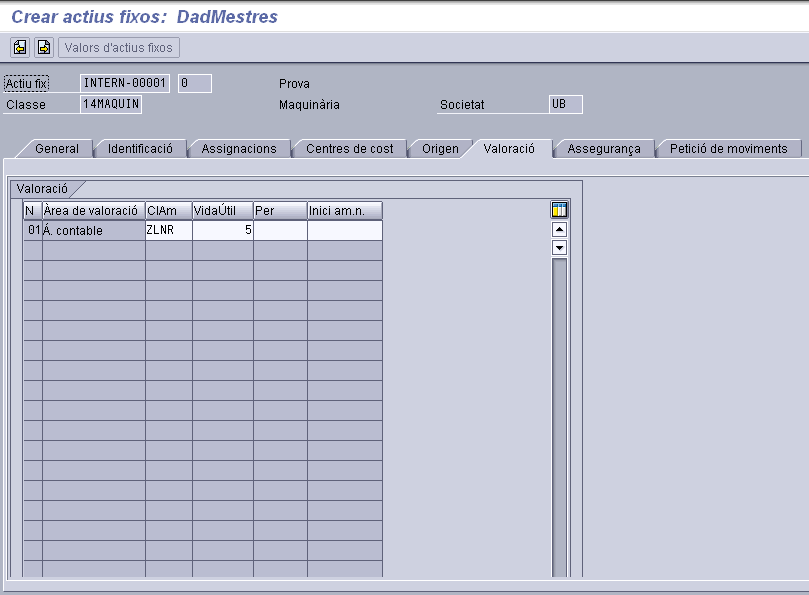 Crear actius fixos: DadMestres
Valors d'actius fixos
Actiu fix INTERN-00001 0 Prova
Classe 14MAQUIN Maquinària Societat UB
General Identificació Assignacions Centres de cost Origen Valoració Assegurança Petició de moviments
Valoració
N Àrea de valoració ClAm VidaÚtil Per Inici am.n.
01 Á. contable ZLNR 5